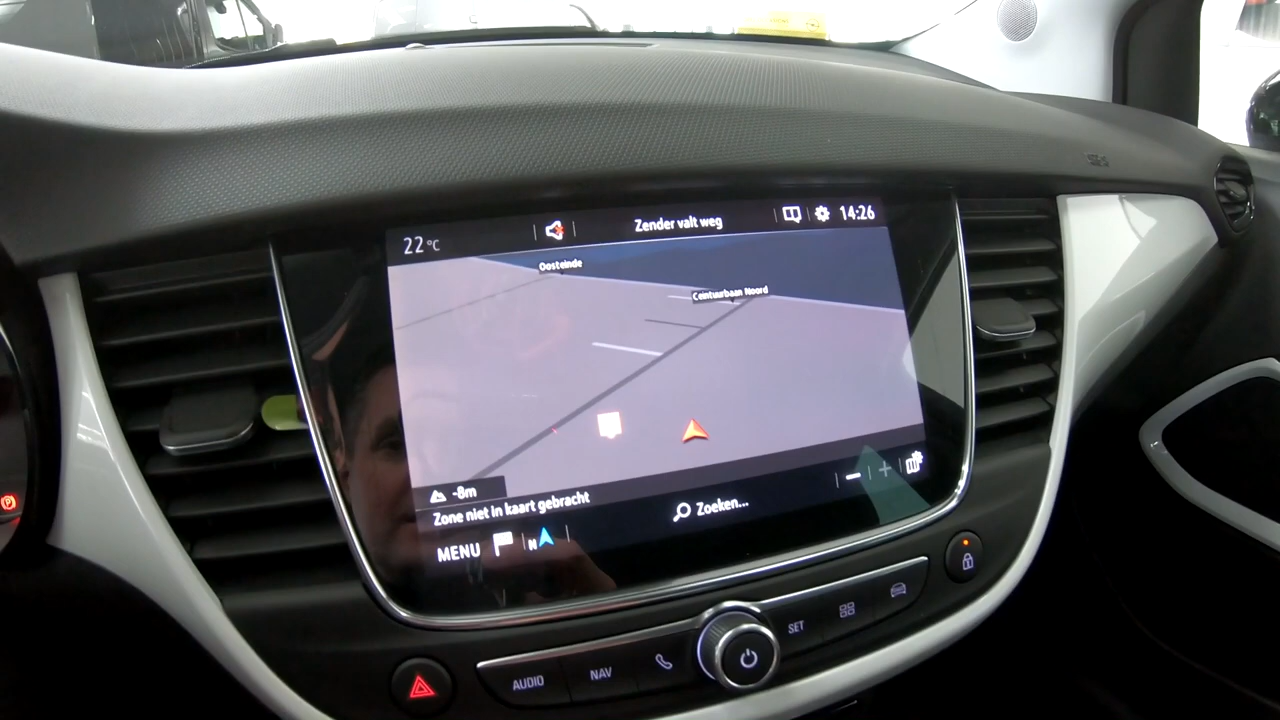 22°C
Zender valt weg
14:26
Oosteinde
Ceintuurbaan Noord
-8m
Zone niet in kaart gebracht
Zoeken...
MENU
N
AUDIO
NAV
SET